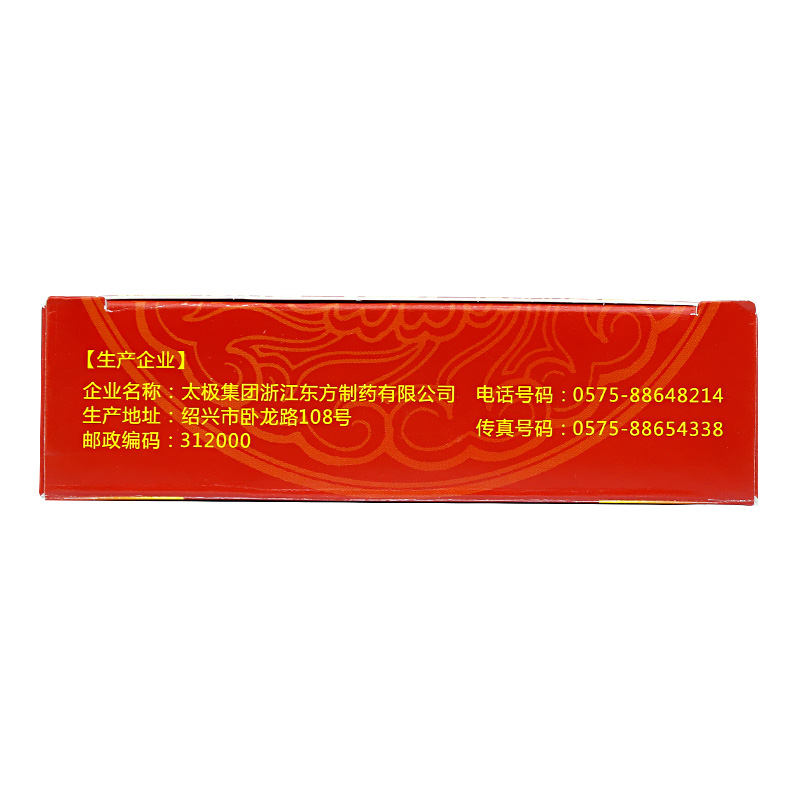 【生产企业】
企业名称：太极集团浙江东方制药有限公司
生产地址：绍兴市卧龙路108号
邮政编码：312000
电话号码：0575-88648214
传真号码：0575-88654338